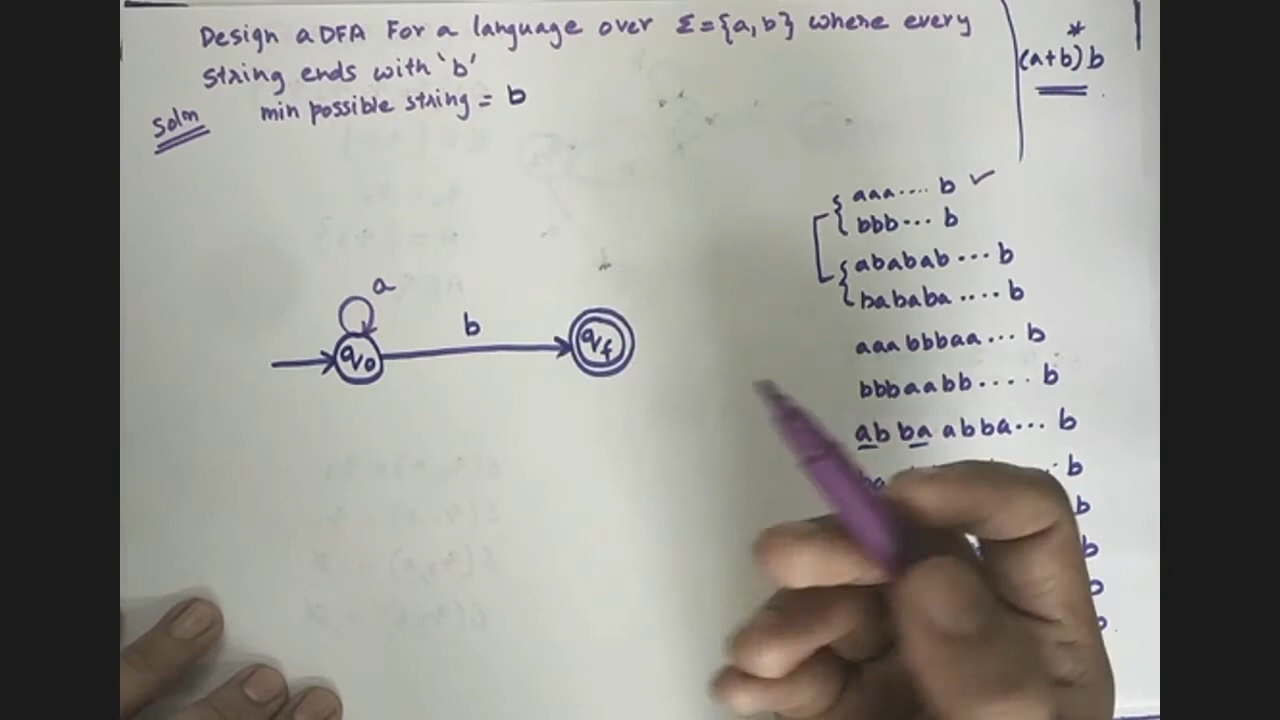 Design a DFA For a language over Σ={a,b} where every
string ends with 'b'
Soln
min possible string = b
(a+b)*b
aaa.... b ✓
bbb... b
ababab...b
bababa....b
aaabbbaa...b
bbbaabb....b
abbaabba...b
ba b
b
b
b
b
a
b
q0
qf